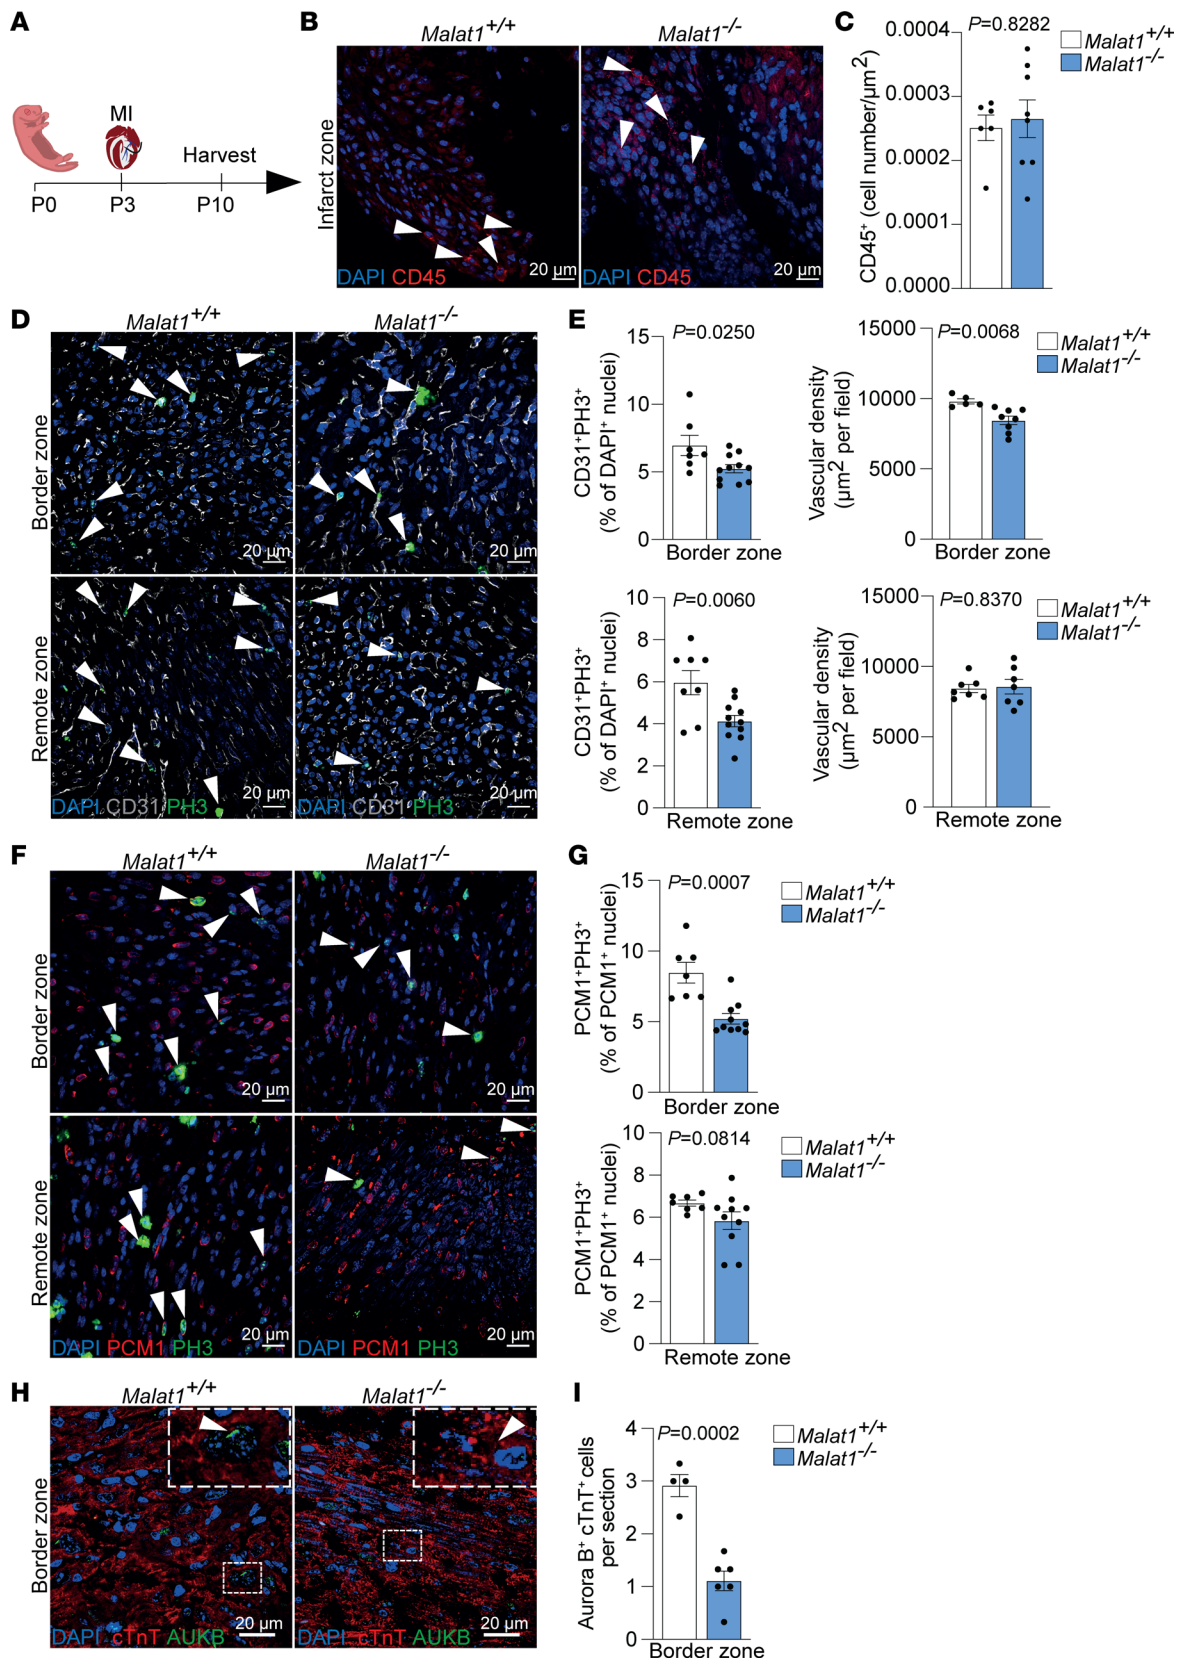 A
MI
Harvest
P0 P3 P10
B
Malat1+/+ Malat1-/-
Infarct zone
DAPI CD45 20 µm
DAPI CD45 20 µm
C
P=0.8282
Malat1+/+
Malat1-/-
CD45+ (cell number/µm2)
0.0004
0.0003
0.0002
0.0001
0.0000
D
Malat1+/+ Malat1-/-
Border zone
20 µm 20 µm
Remote zone
20 µm 20 µm
DAPI CD31 PH3 DAPI CD31 PH3
E
P=0.0250
CD31+PH3+
(% of DAPI+ nuclei)
15
10
5
0
Border zone
P=0.0068
Malat1+/+
Malat1-/-
Vascular density
(µm2 per field)
15000
10000
5000
0
Border zone
P=0.0060
CD31+PH3+
(% of DAPI+ nuclei)
10
8
6
4
2
0
Remote zone
P=0.8370
Malat1+/+
Malat1-/-
Vascular density
(µm2 per field)
15000
10000
5000
0
Remote zone
F
Malat1+/+ Malat1-/-
Border zone
20 µm 20 µm
Remote zone
20 µm 20 µm
DAPI PCM1 PH3 DAPI PCM1 PH3
G
P=0.0007
Malat1+/+
Malat1-/-
PCM1+PH3+
(% of PCM1+ nuclei)
15
10
5
0
Border zone
P=0.0814
Malat1+/+
Malat1-/-
PCM1+PH3+
(% of PCM1+ nuclei)
10
8
6
4
2
0
Remote zone
H
Malat1+/+ Malat1-/-
Border zone
20 µm 20 µm
DAPI cTnT AUKB DAPI cTnT AUKB
I
P=0.0002
Malat1+/+
Malat1-/-
Aurora B+ cTnT+ cells
per section
4
3
2
1
0
Border zone